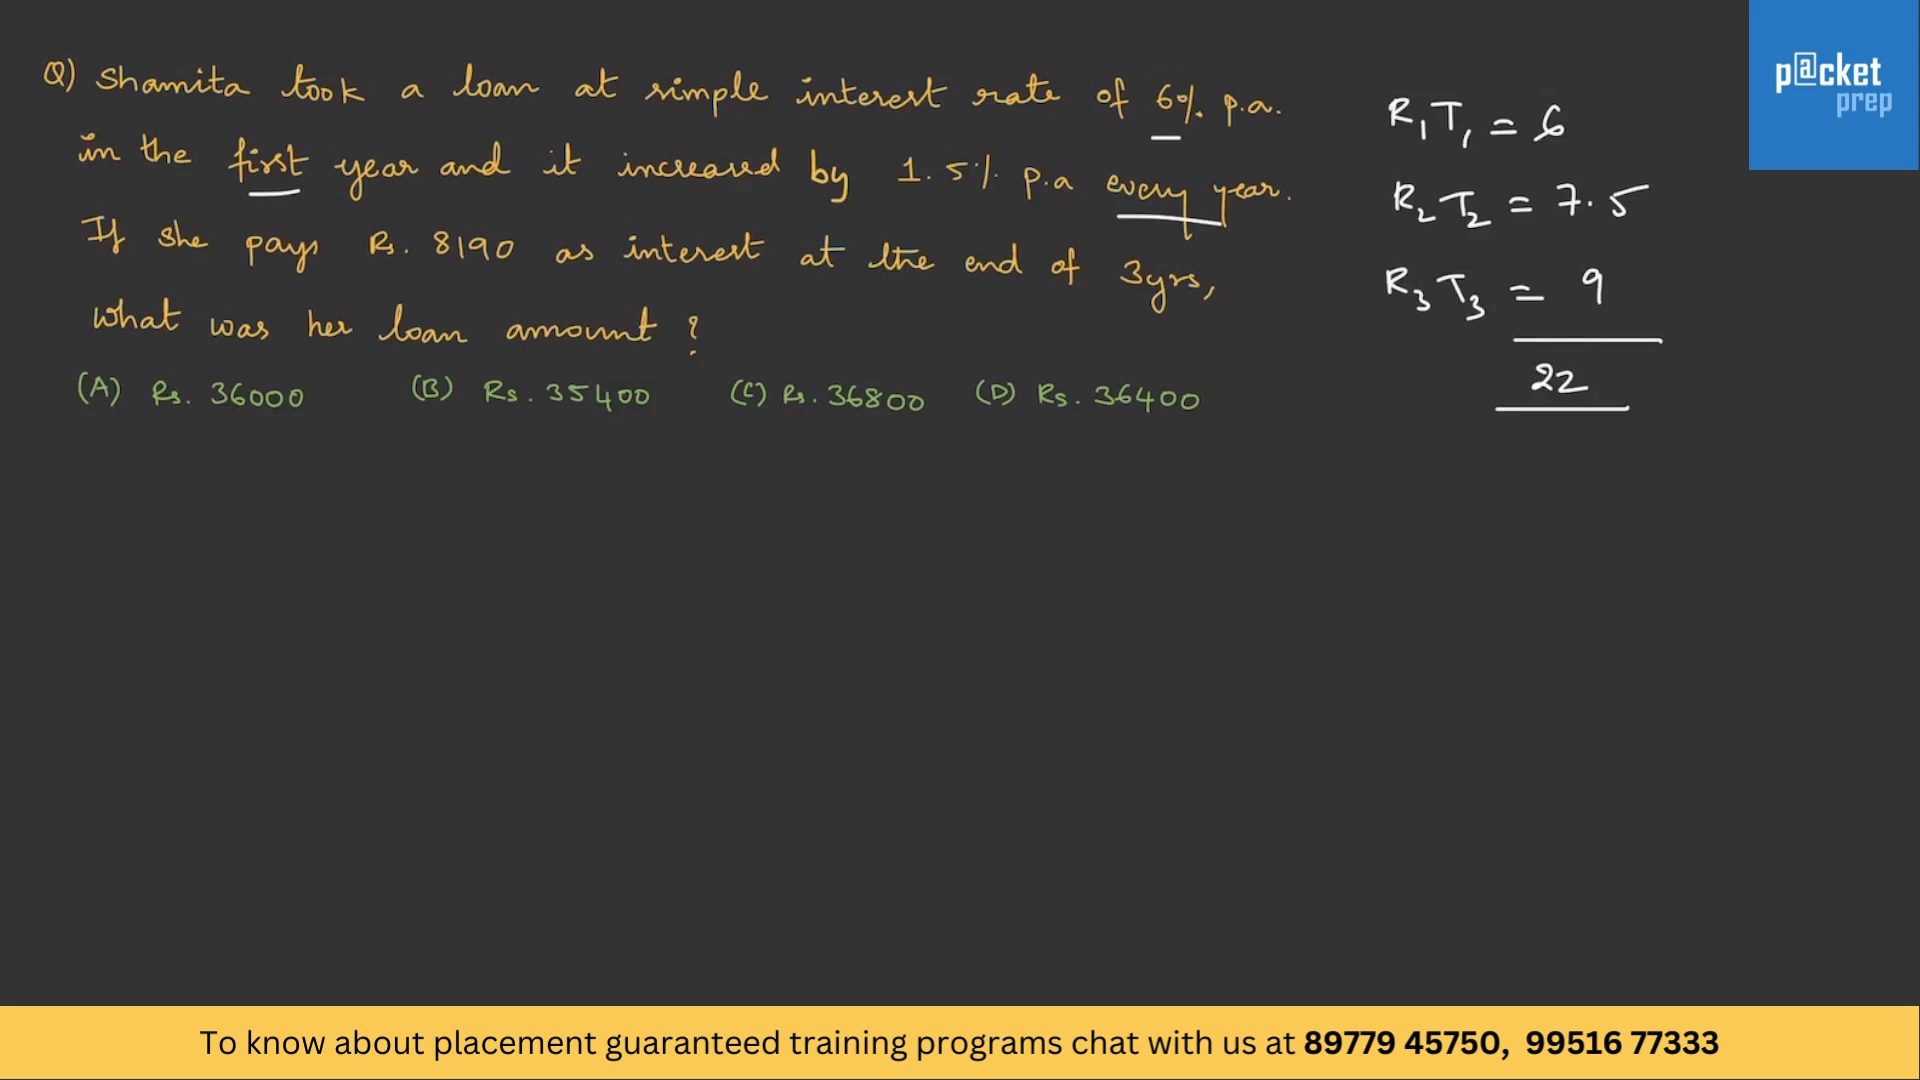 Q) Shamita took a loan at simple interest rate of 6% p.a.
in the first year and it increased by 1.5% p.a every year.
If she pays Rs. 8190 as interest at the end of 3yrs,
what was her loan amount?
(A) Rs. 36000 (B) Rs. 35400 (C) Rs. 36800 (D) Rs. 36400
R₁T₁ = 6
R₂T₂ = 7.5
R₃T₃ = 9
22
p@cket
prep
To know about placement guaranteed training programs chat with us at 89779 45750, 99516 77333